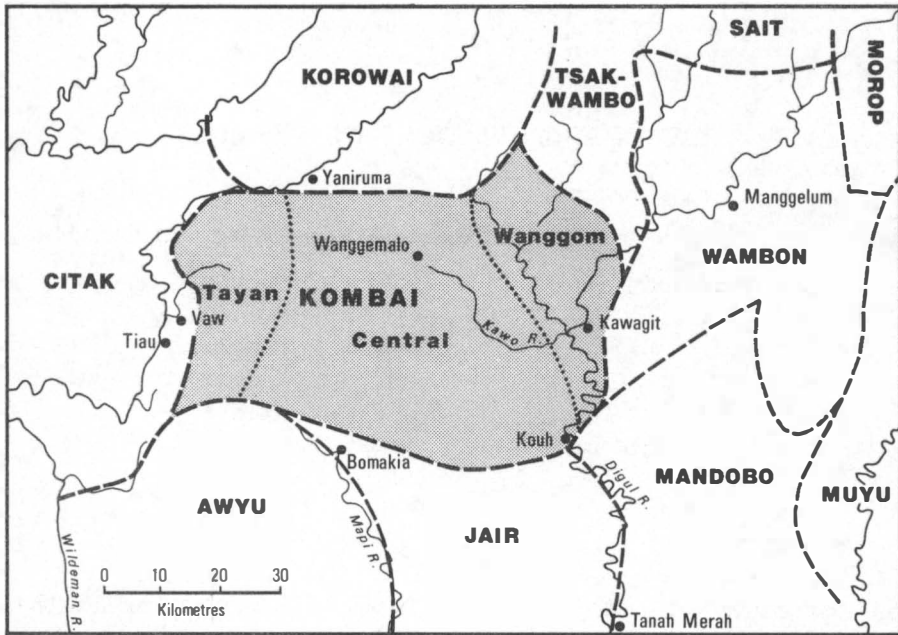 SAIT
KOROWAI
TSAK-
WAMBO
MOROP
Yaniruma
Manggelum
Wanggemalo
Wanggom
WAMBON
CITAK
Tayan
KOMBAI
Vaw
Kawagit
Tiau
Central
Kawo R.
Kouh
Bomakia
Digul R.
MANDOBO
MUYU
AWYU
JAIR
Mapi R.
Wildeman R.
0 10 20 30
Kilometres
Tanah Merah